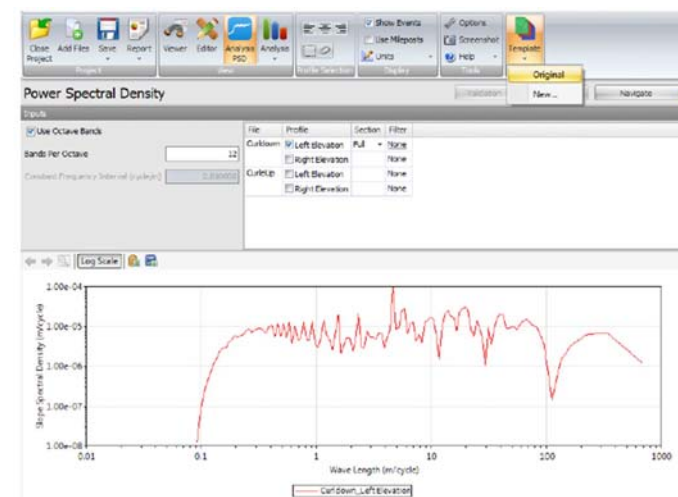 Close Project
Add Files
Save
Report
Viewer
Editor
Analysis PSD
Analysis
Show Events
Use Mileposts
Units
Options
Screenshot
Help
Template
Project
View
Profile Selection
Display
Tools
Original
New...
Power Spectral Density
Navigate
Inputs
Use Octave Bands
Bands Per Octave 12
Constant Frequency Interval (cycle/m)
File Profile Section Filter
Curldown Left Elevation Full None
Right Elevation None
CurlUp Left Elevation None
Right Elevation None
Log Scale
Slope Spectral Density (m/cycle)
1.00e-04
1.00e-05
1.00e-06
1.00e-07
1.00e-08
0.01 0.1 1 10 100 1000
Wave Length (m/cycle)
Curldown_LeftElevation